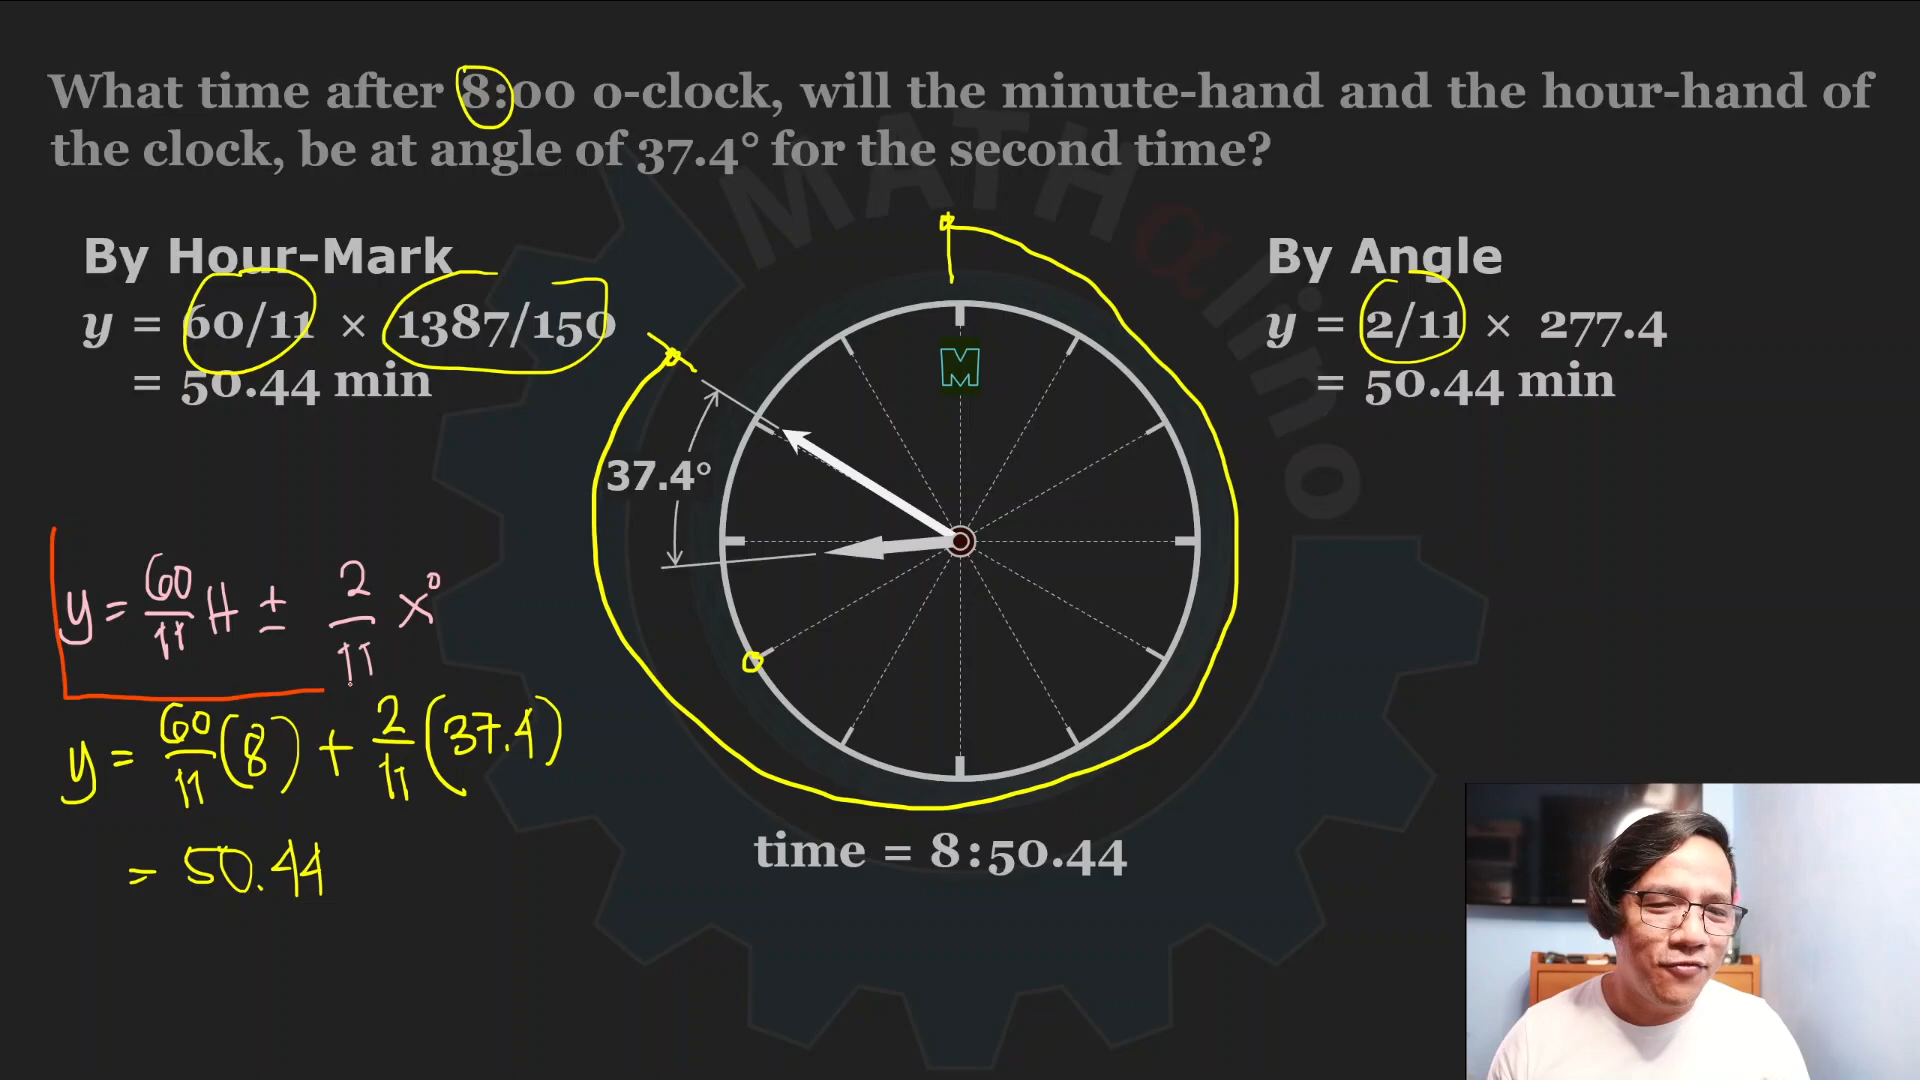 What time after 8:00 o-clock, will the minute-hand and the hour-hand of
the clock, be at angle of 37.4° for the second time?
MATHalino
By Hour-Mark
y = 60/11 × 1387/150
= 50.44 min
By Angle
y = 2/11 × 277.4
= 50.44 min
M
37.4°
y = 60/11 H ± 2/11 x°
y = 60/11 (8) + 2/11 (37.4)
= 50.44
time = 8:50.44